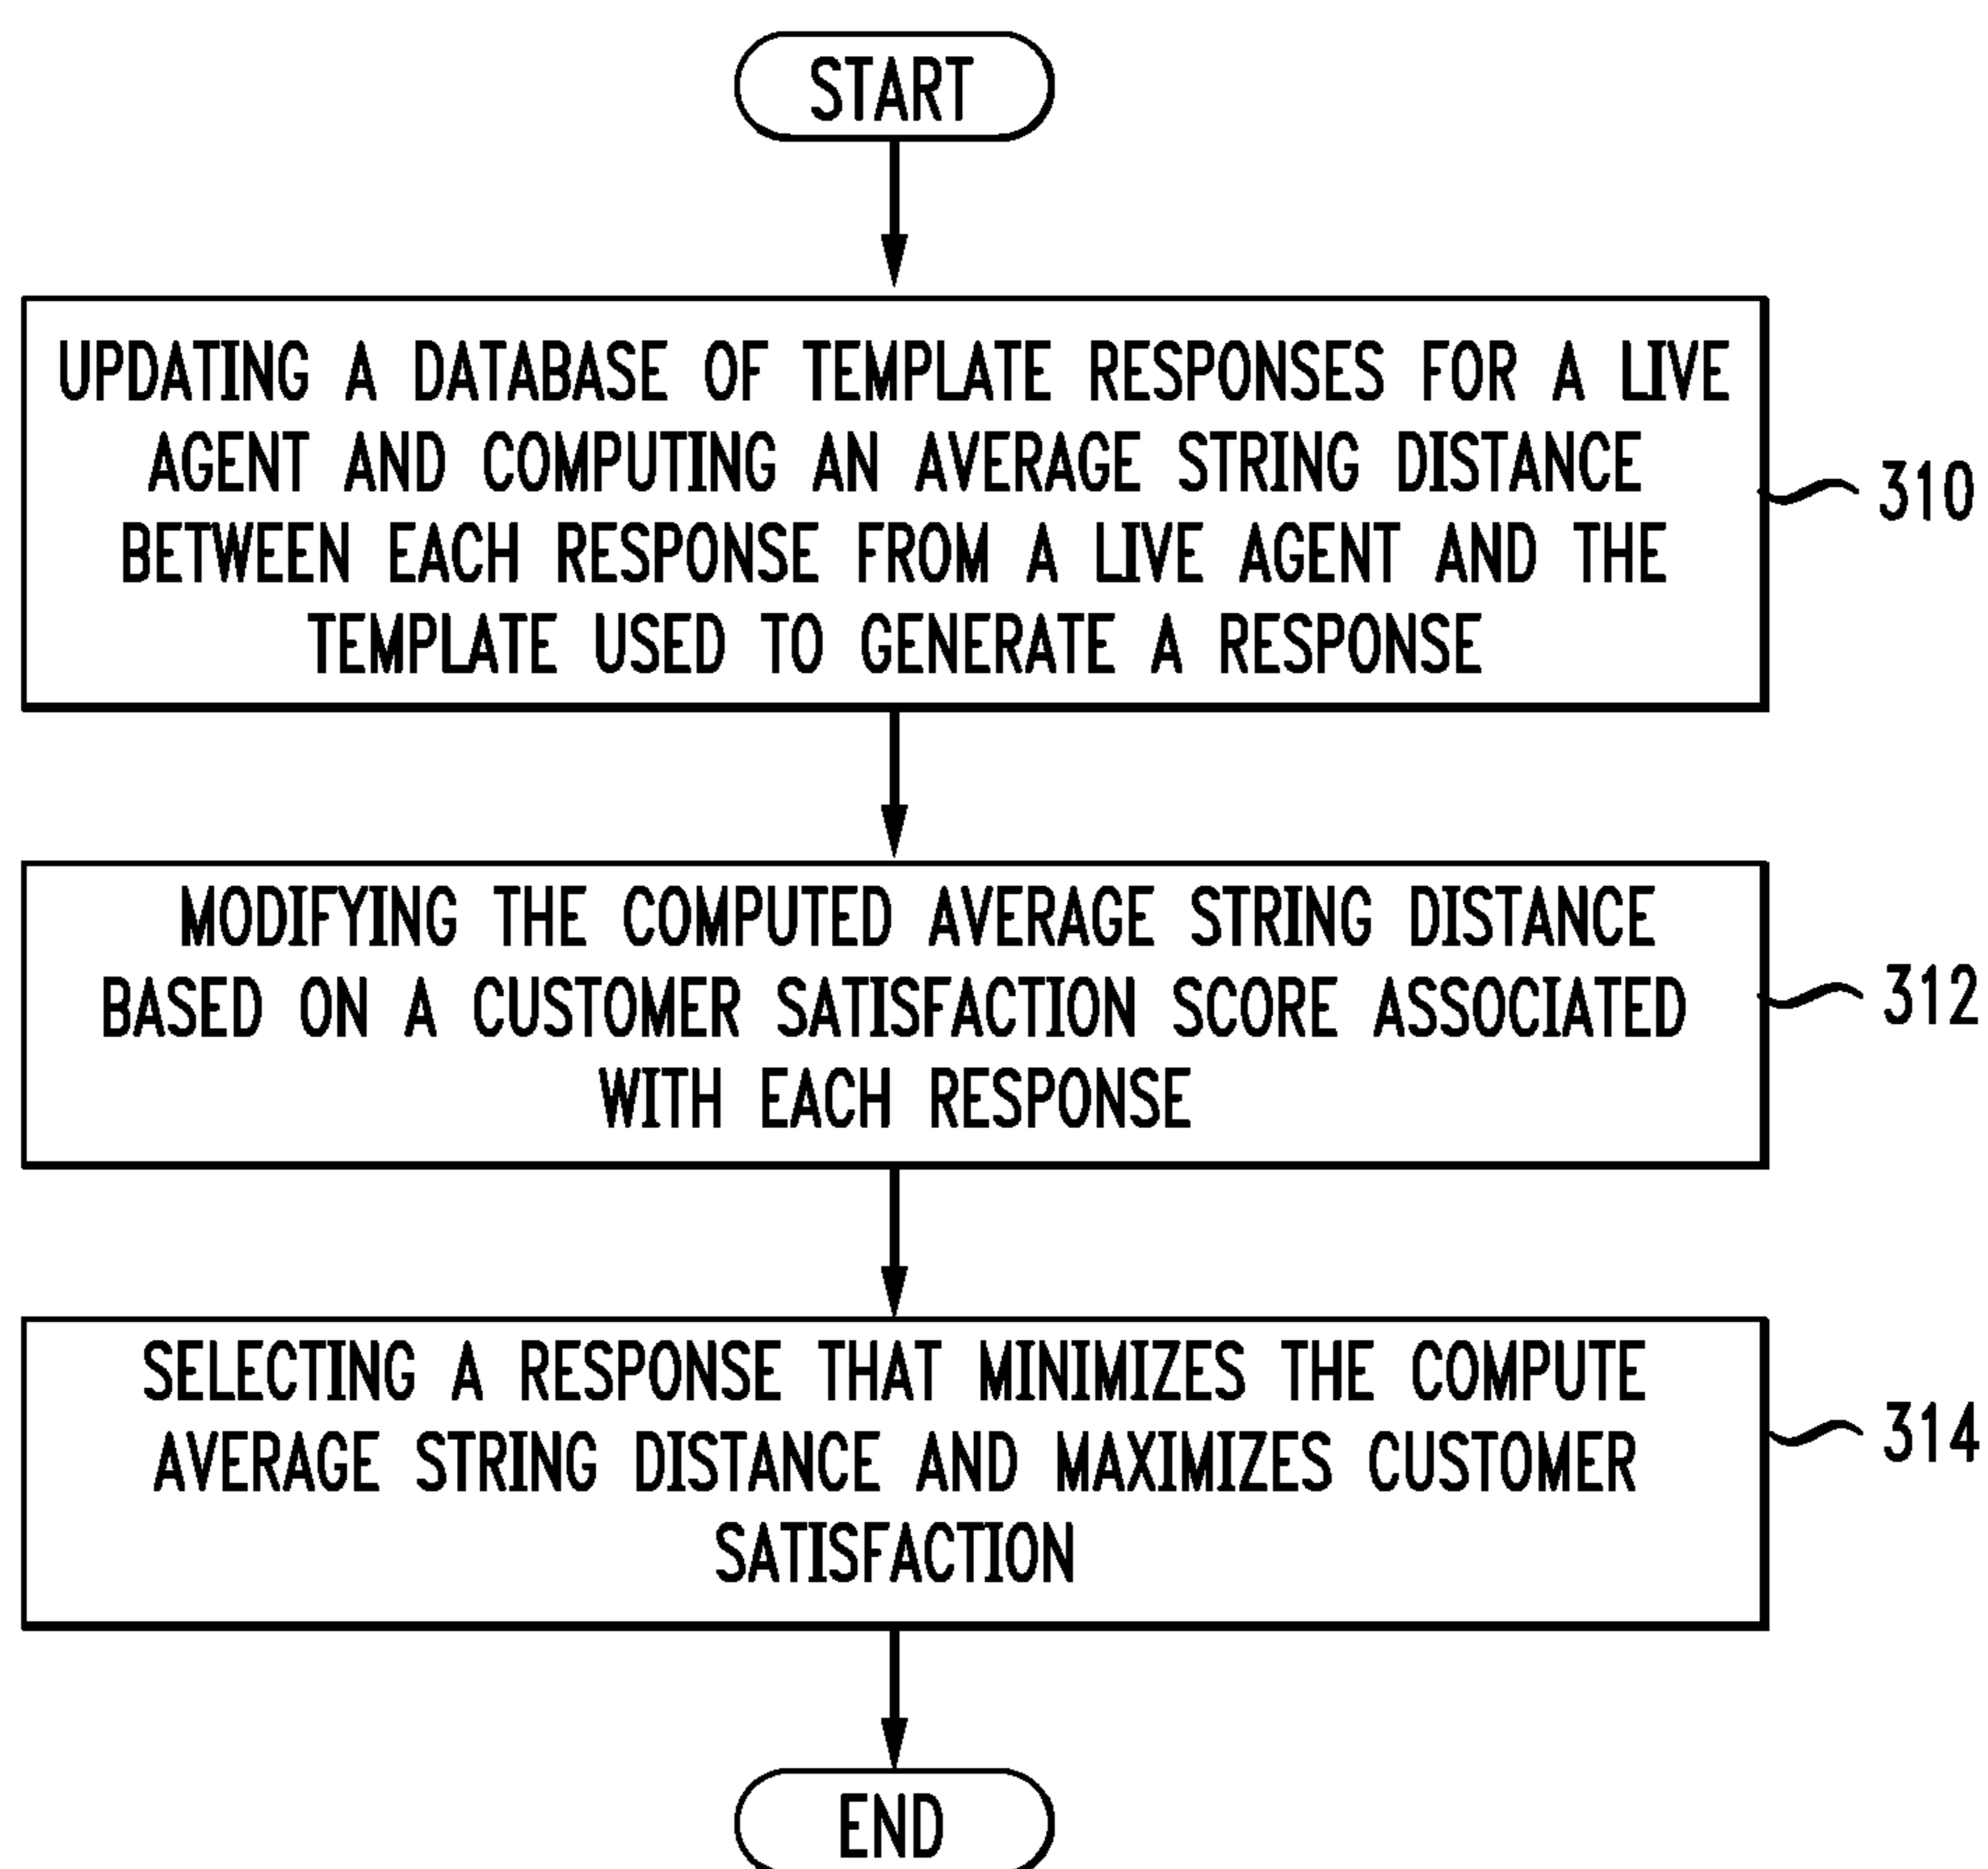 START
UPDATING A DATABASE OF TEMPLATE RESPONSES FOR A LIVE
AGENT AND COMPUTING AN AVERAGE STRING DISTANCE
BETWEEN EACH RESPONSE FROM A LIVE AGENT AND THE
TEMPLATE USED TO GENERATE A RESPONSE
310
MODIFYING THE COMPUTED AVERAGE STRING DISTANCE
BASED ON A CUSTOMER SATISFACTION SCORE ASSOCIATED
WITH EACH RESPONSE
312
SELECTING A RESPONSE THAT MINIMIZES THE COMPUTE
AVERAGE STRING DISTANCE AND MAXIMIZES CUSTOMER
SATISFACTION
314
END